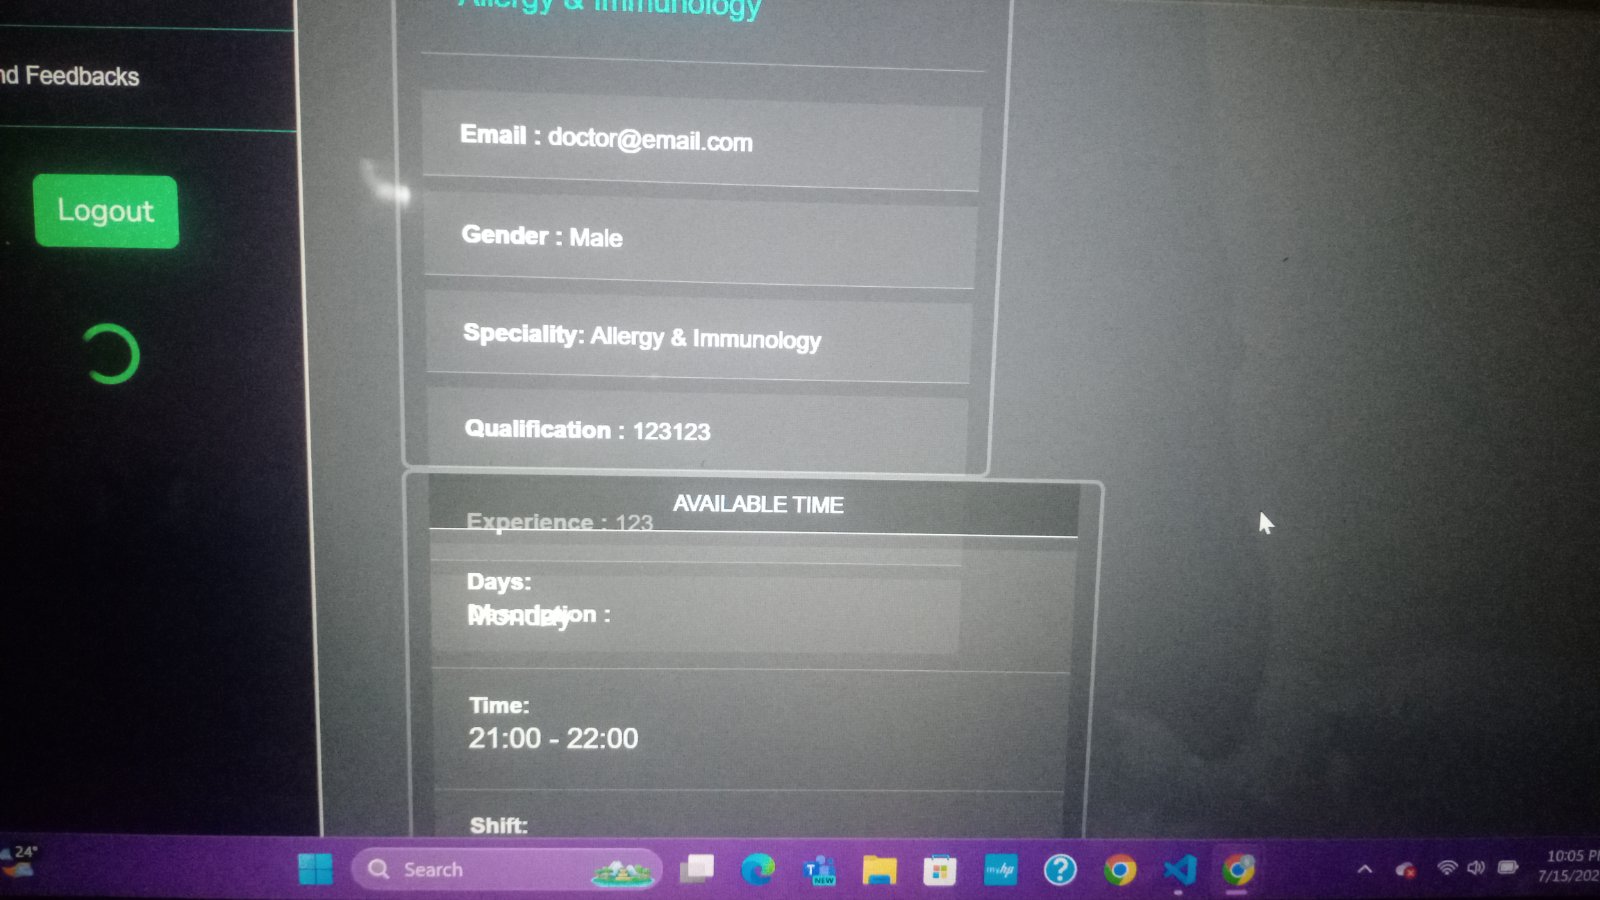 Allergy & Immunology
nd Feedbacks
Logout
Email : doctor@email.com
Gender : Male
Speciality: Allergy & Immunology
Qualification : 123123
AVAILABLE TIME
Experience : 123
Days:
Description :
Monday
Time:
21:00 - 22:00
Shift:
24°
Search
NEW
myhp
10:05 P
7/15/202